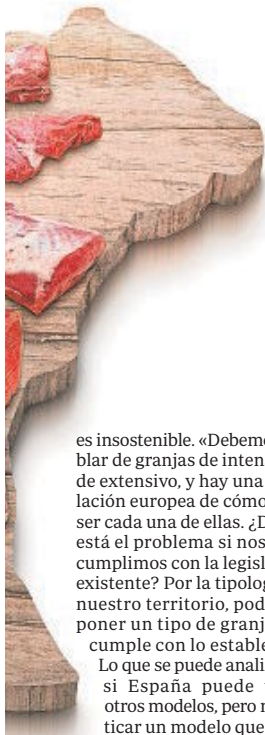 es insostenible. «Debemo
blar de granjas de inten
de extensivo, y hay una
lación europea de cómo
ser cada una de ellas. ¿D
está el problema si nos
cumplimos con la legisl
existente? Por la tipolog
nuestro territorio, pod
poner un tipo de granj
cumple con lo estable
Lo que se puede anali
si España puede
otros modelos, pero n
ticar un modelo que